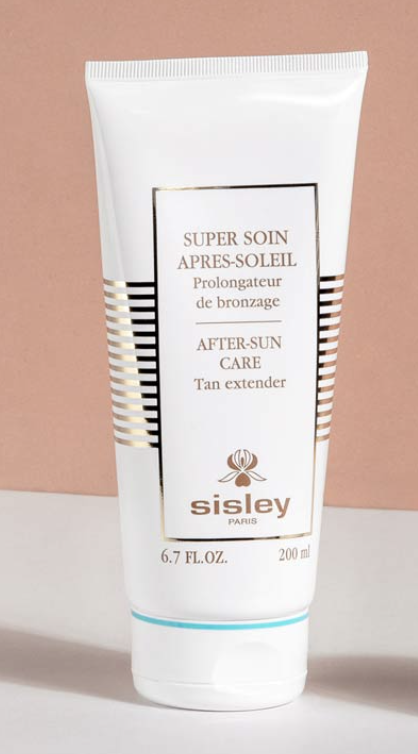 SUPER SOIN
APRES-SOLEIL
Prolongateur
de bronzage
AFTER-SUN
CARE
Tan extender
sisley
PARIS
6.7 FL.OZ. 200 ml